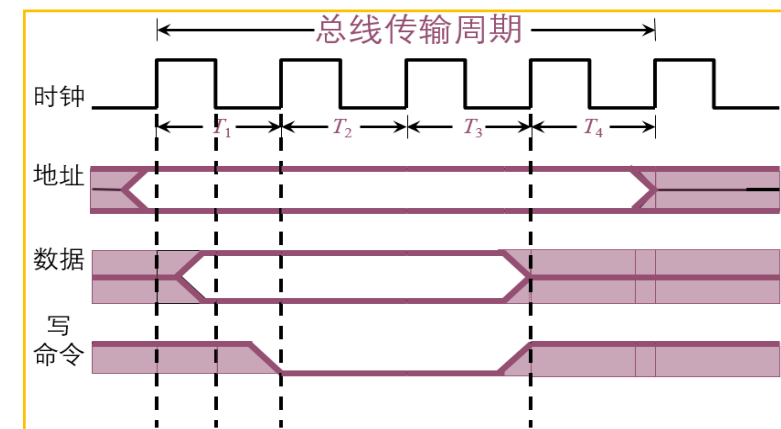 总线传输周期
时钟
T₁ T₂ T₃ T₄
地址
数据
写
命令